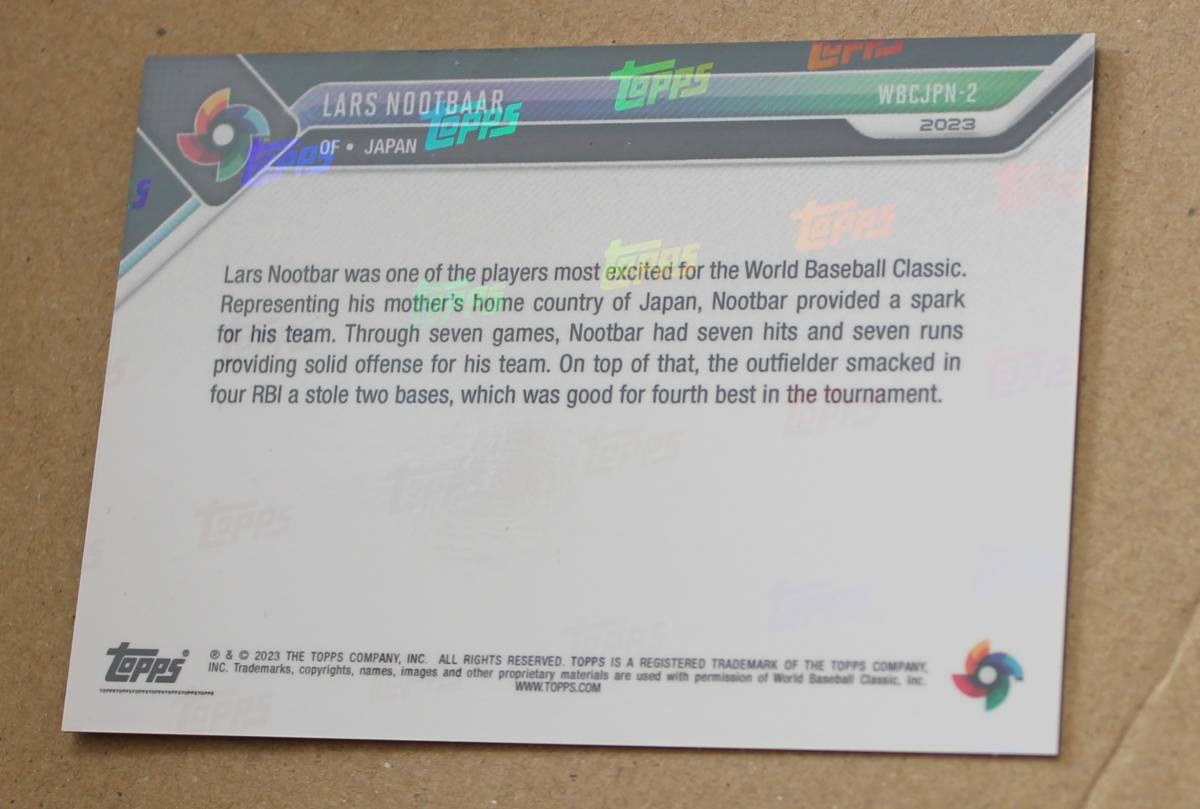 LARS NOOTBAAR
WBCJPN-2
OF • JAPAN
2023
Lars Nootbar was one of the players most excited for the World Baseball Classic.
Representing his mother's home country of Japan, Nootbar provided a spark
for his team. Through seven games, Nootbar had seven hits and seven runs
providing solid offense for his team. On top of that, the outfielder smacked in
four RBI a stole two bases, which was good for fourth best in the tournament.
Topps®
® & © 2023 THE TOPPS COMPANY, INC. ALL RIGHTS RESERVED. TOPPS IS A REGISTERED TRADEMARK OF THE TOPPS COMPANY,
INC. Trademarks, copyrights, names, images and other proprietary materials are used with permission of World Baseball Classic, Inc.
WWW.TOPPS.COM